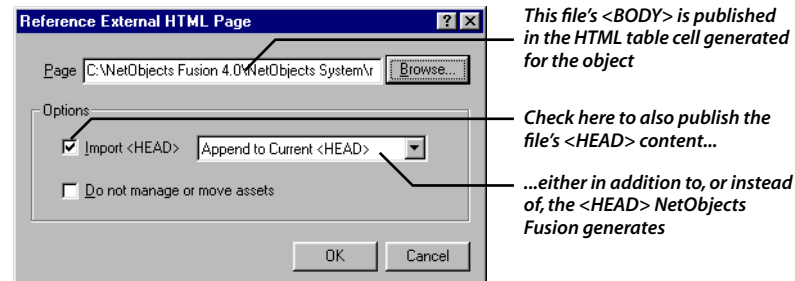 Reference External HTML Page
Page C:\NetObjects Fusion 4.0\NetObjects System\r Browse...
Options
Import <HEAD> Append to Current <HEAD>
Do not manage or move assets
OK Cancel
This file's <BODY> is published
in the HTML table cell generated
for the object
Check here to also publish the
file's <HEAD> content...
...either in addition to, or instead
of, the <HEAD> NetObjects
Fusion generates